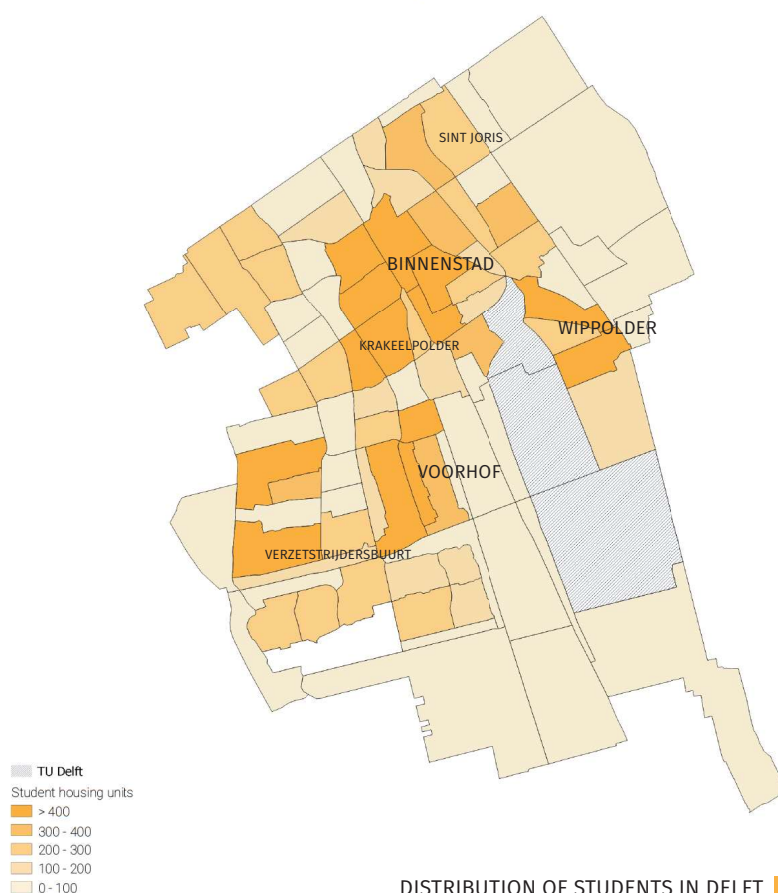 SINT JORIS
BINNENSTAD
WIPPOLDER
KRAKEELPOLDER
VOORHOF
VERZETSTRIJDERSBUURT
TU Delft
Student housing units
> 400
300 - 400
200 - 300
100 - 200
0 - 100
DISTRIBUTION OF STUDENTS IN DELFT